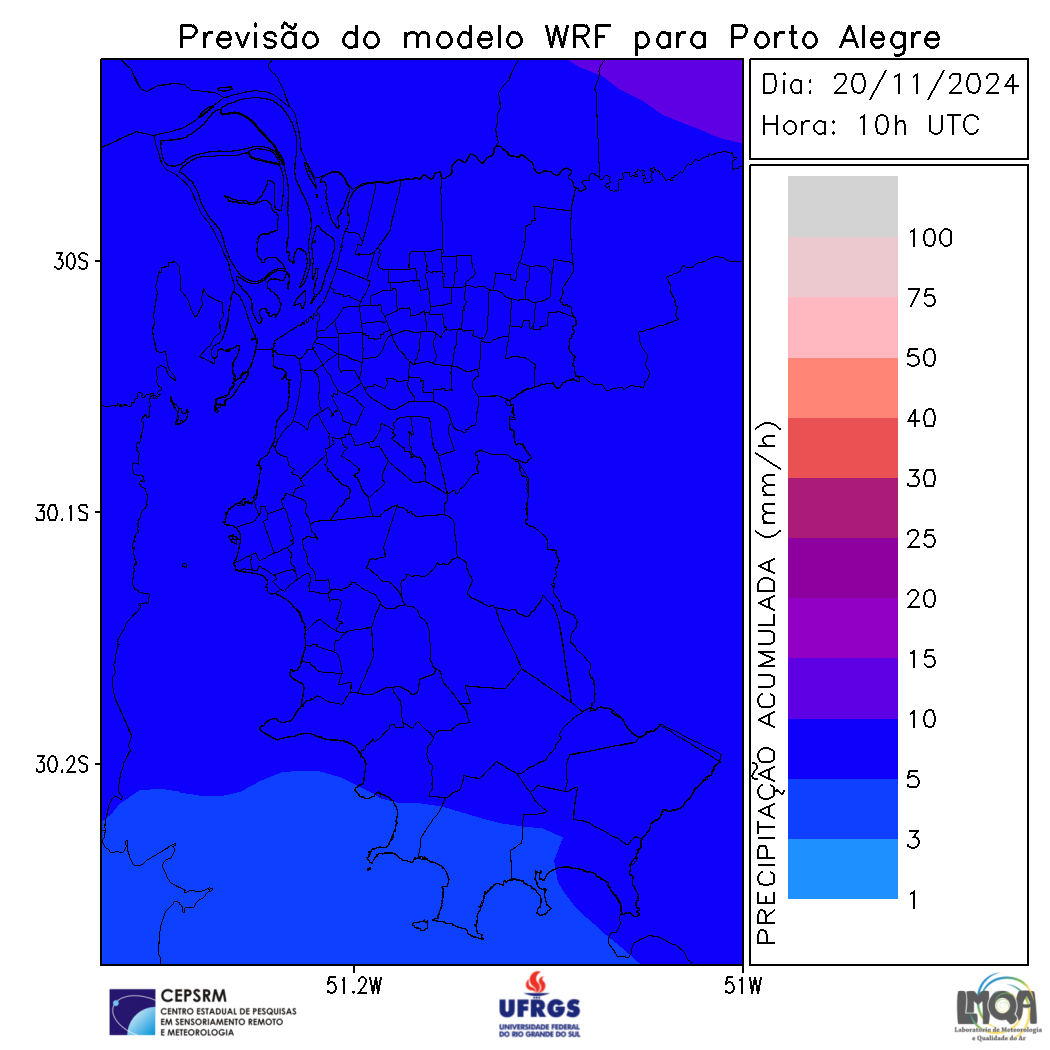 Previsão do modelo WRF para Porto Alegre
Dia: 20/11/2024
Hora: 10h UTC
30S
30.1S
30.2S
51.2W
51W
PRECIPITAÇÃO ACUMULADA (mm/h)
100
75
50
40
30
25
20
15
10
5
3
1
CEPSRM
CENTRO ESTADUAL DE PESQUISAS
EM SENSORIAMENTO REMOTO
E METEOROLOGIA
UFRGS
UNIVERSIDADE FEDERAL
DO RIO GRANDE DO SUL
LMQA
Laboratório de Meteorologia
e Qualidade do Ar